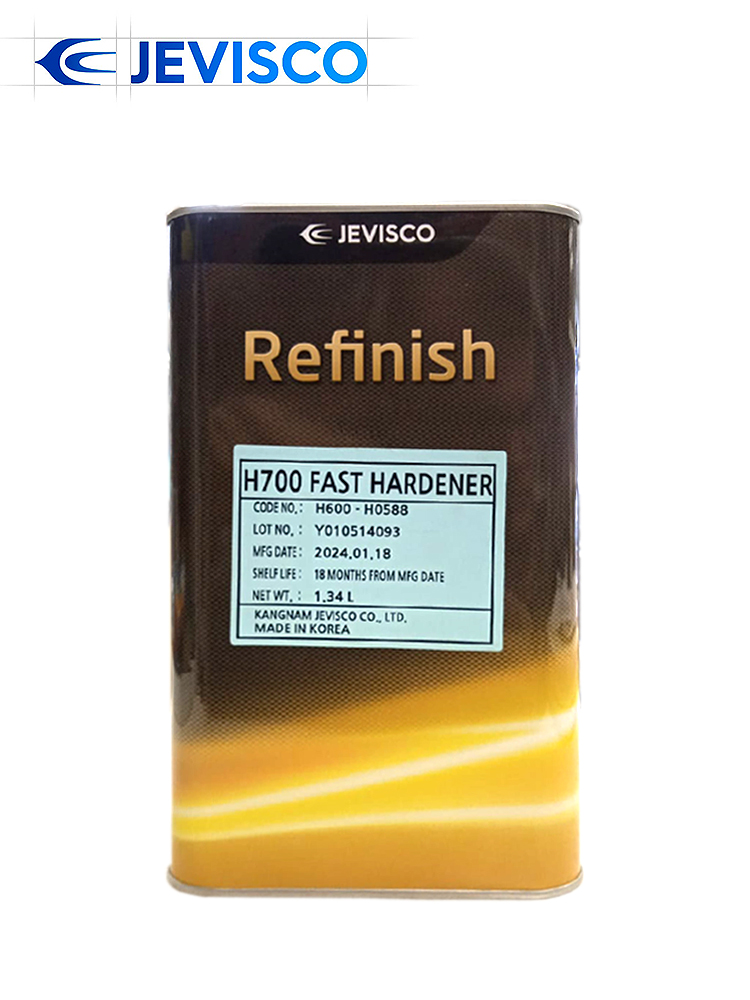 JEVISCO
JEVISCO
Refinish
H700 FAST HARDENER
CODE NO. : H600 - H0588
LOT NO. : Y010514093
MFG DATE : 2024.01.18
SHELF LIFE : 18 MONTHS FROM MFG DATE
NET WT. : 1.34 L
KANGNAM JEVISCO CO., LTD.
MADE IN KOREA